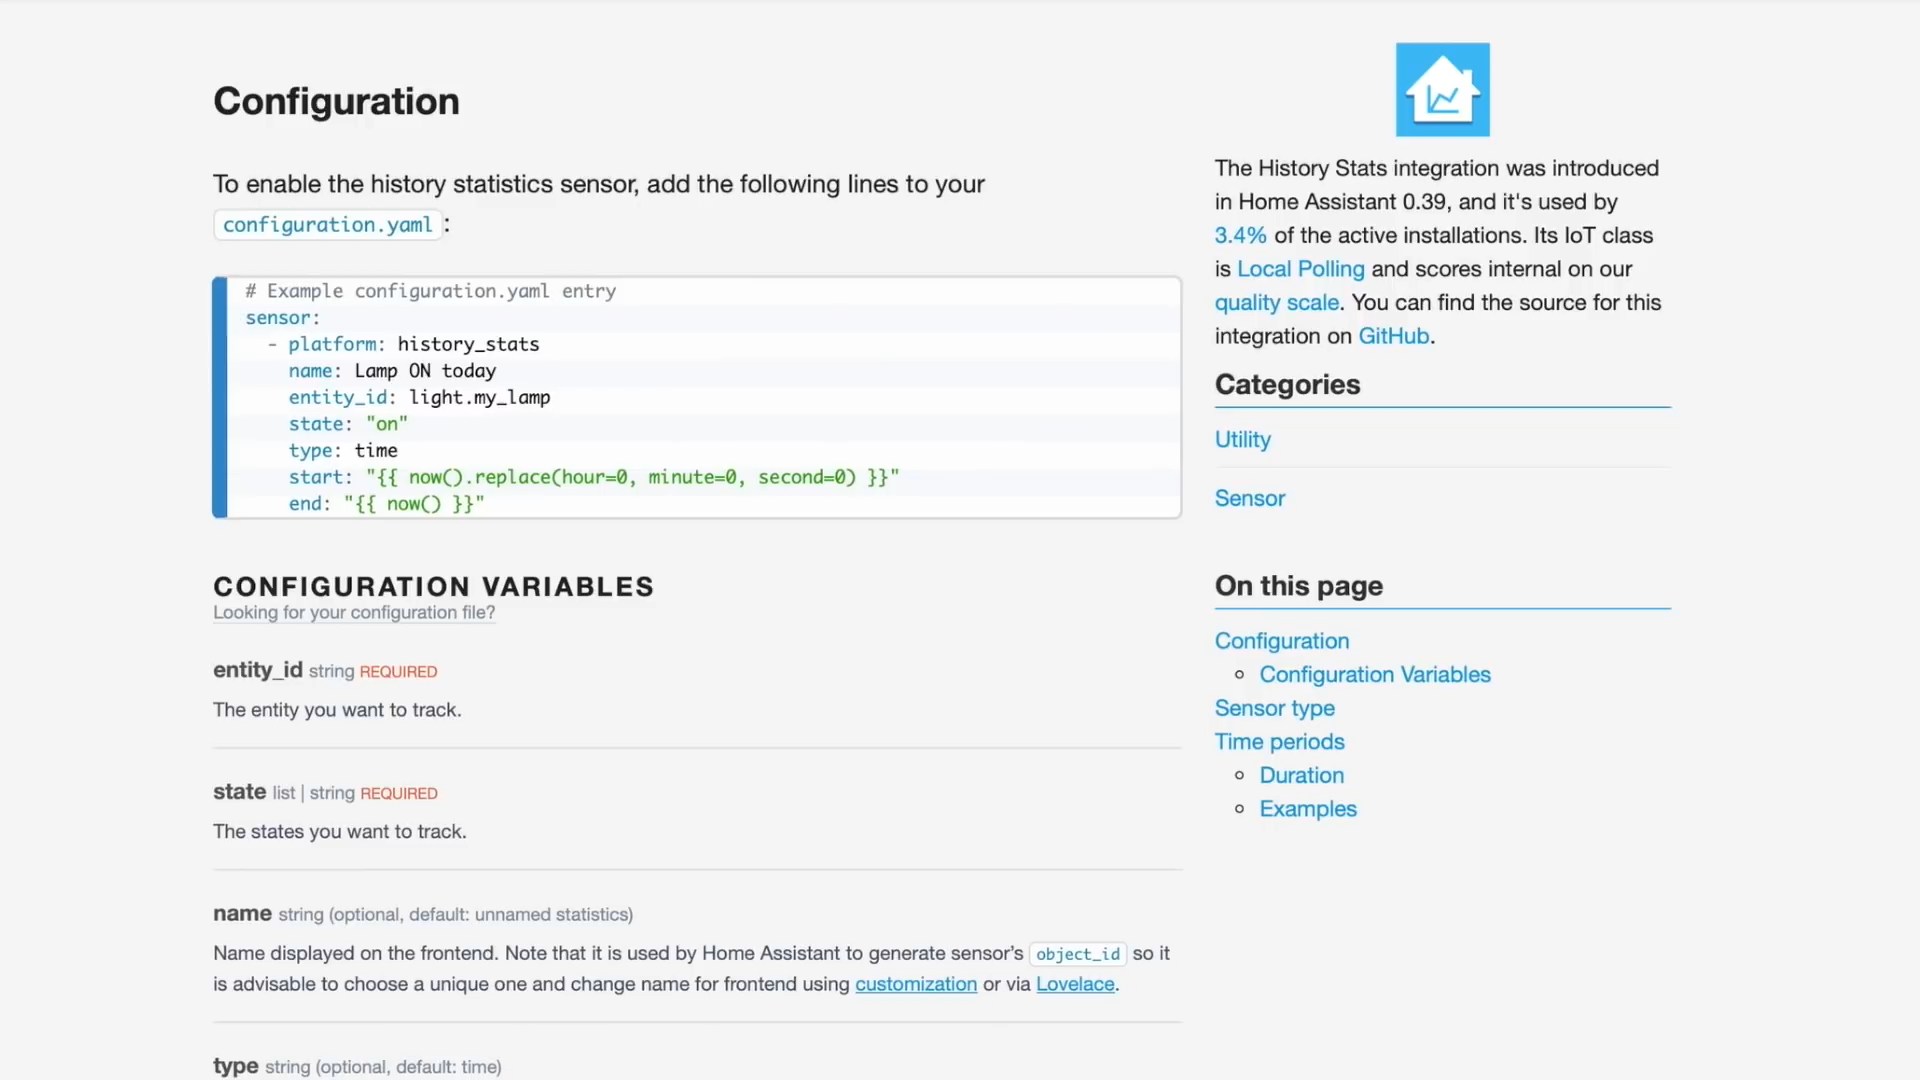 Configuration
To enable the history statistics sensor, add the following lines to your
configuration.yaml :
# Example configuration.yaml entry
sensor:
  - platform: history_stats
    name: Lamp ON today
    entity_id: light.my_lamp
    state: "on"
    type: time
    start: "{{ now().replace(hour=0, minute=0, second=0) }}"
    end: "{{ now() }}"
CONFIGURATION VARIABLES
Looking for your configuration file?
entity_id string REQUIRED
The entity you want to track.
state list | string REQUIRED
The states you want to track.
name string (optional, default: unnamed statistics)
Name displayed on the frontend. Note that it is used by Home Assistant to generate sensor’s object_id so it
is advisable to choose a unique one and change name for frontend using customization or via Lovelace.
type string (optional, default: time)
The History Stats integration was introduced
in Home Assistant 0.39, and it's used by
3.4% of the active installations. Its IoT class
is Local Polling and scores internal on our
quality scale. You can find the source for this
integration on GitHub.
Categories
Utility
Sensor
On this page
Configuration
Configuration Variables
Sensor type
Time periods
Duration
Examples